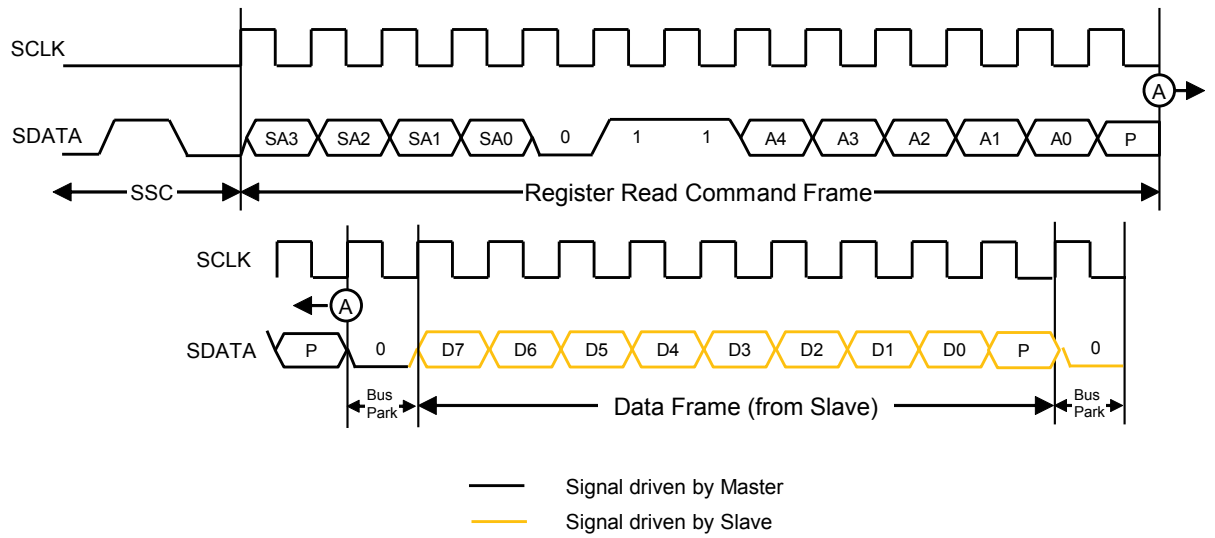 SCLK
A
SDATA SA3 SA2 SA1 SA0 0 1 1 A4 A3 A2 A1 A0 P
SSC Register Read Command Frame
SCLK
A
SDATA P 0 D7 D6 D5 D4 D3 D2 D1 D0 P 0
Bus Park Data Frame (from Slave) Bus Park
Signal driven by Master
Signal driven by Slave